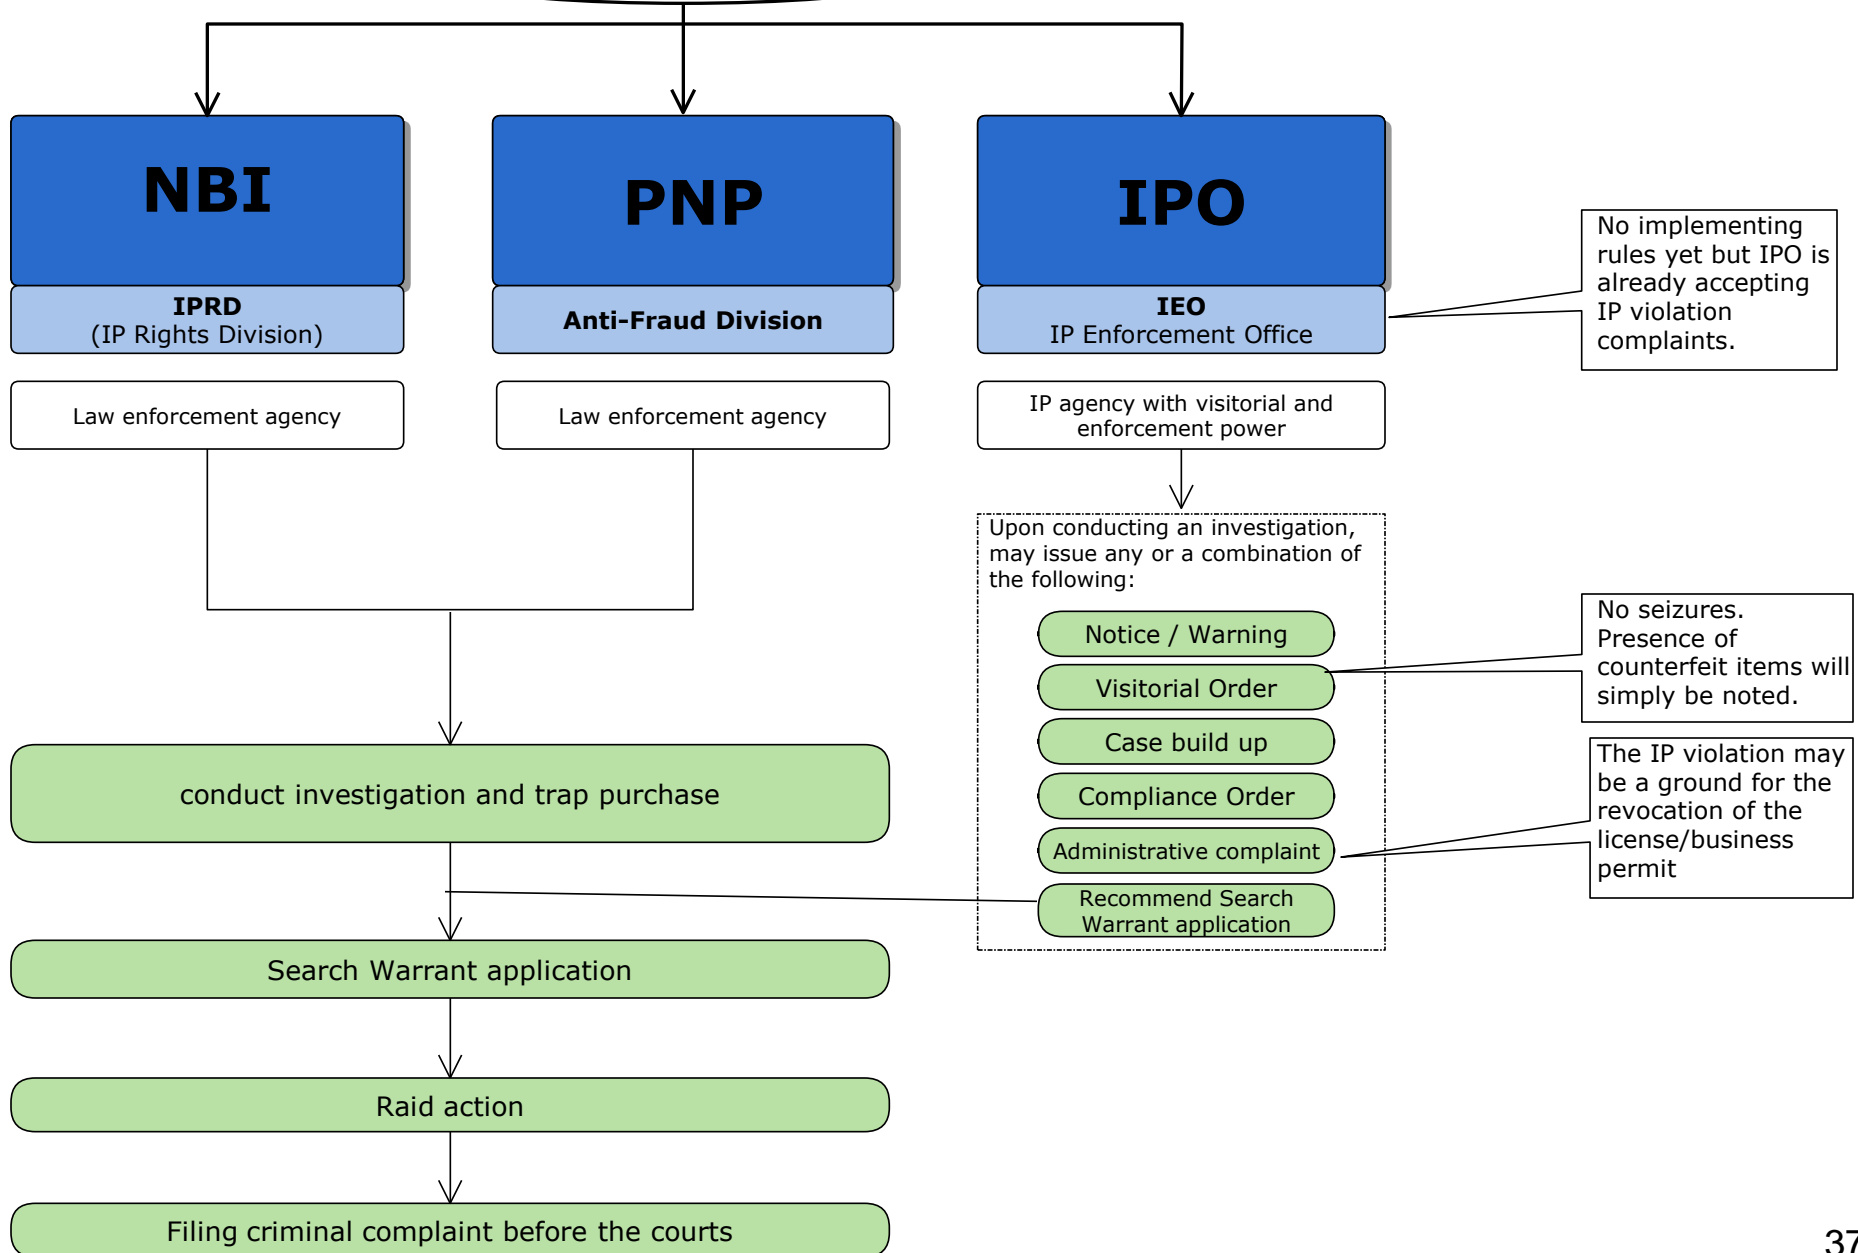 NBI
IPRD
(IP Rights Division)
Law enforcement agency
PNP
Anti-Fraud Division
Law enforcement agency
IPO
IEO
IP Enforcement Office
IP agency with visitorial and
enforcement power
No implementing
rules yet but IPO is
already accepting
IP violation
complaints.
Upon conducting an investigation,
may issue any or a combination of
the following:
Notice / Warning
Visitorial Order
Case build up
Compliance Order
Administrative complaint
Recommend Search
Warrant application
No seizures.
Presence of
counterfeit items will
simply be noted.
The IP violation may
be a ground for the
revocation of the
license/business
permit
conduct investigation and trap purchase
Search Warrant application
Raid action
Filing criminal complaint before the courts
37